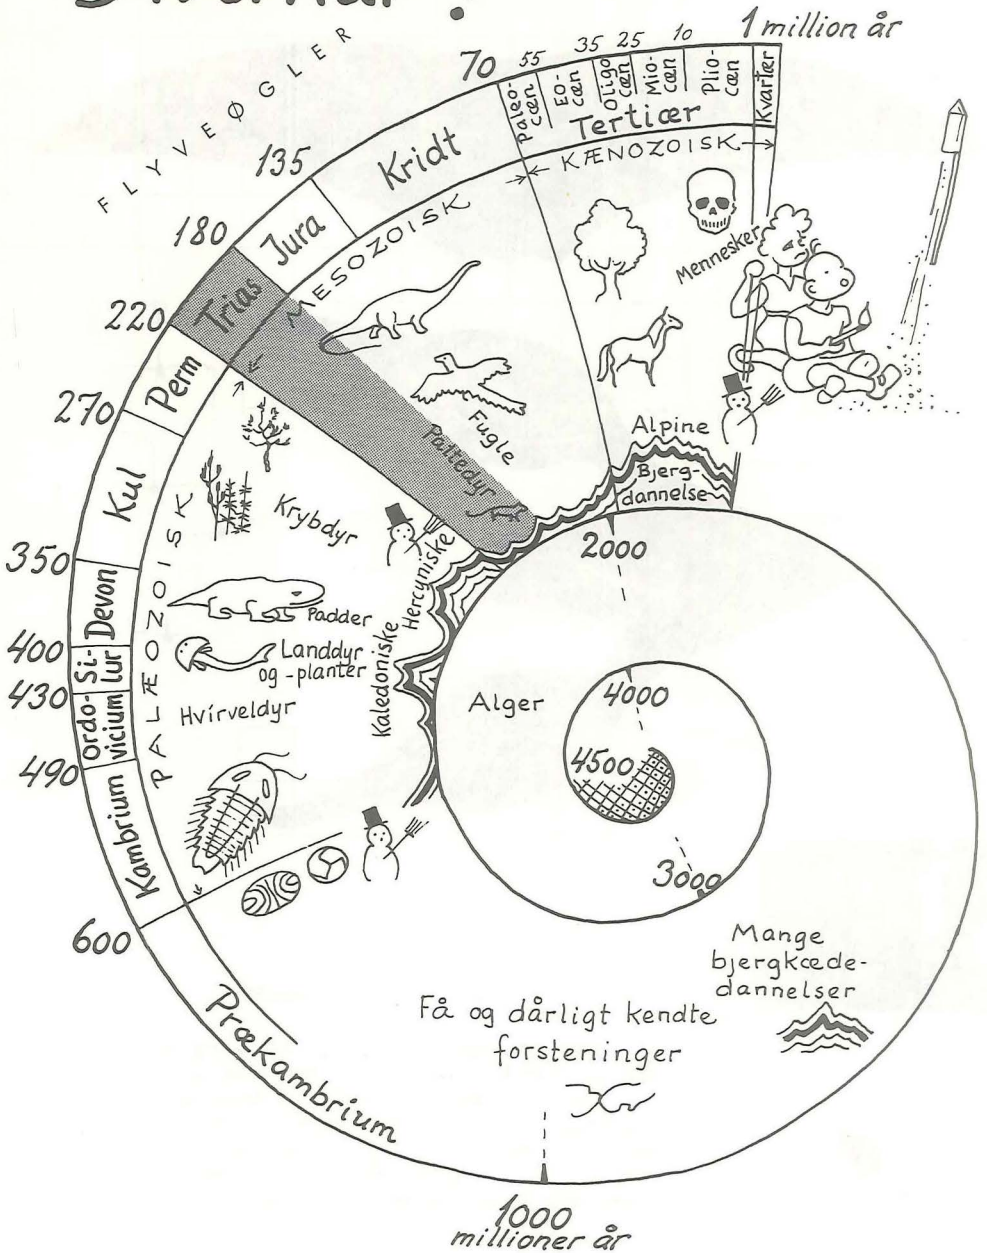 1 million år
10
25
35
55
70
Paleo-
cæn
Eo-
cæn
Oligo
cæn
Mio-
cæn
Plio-
cæn
Kvartær
Tertiær
KÆNOZOISK
FLYVEØGLER
135
Kridt
180
Jura
MESOZOISK
220
Trias
Mennesker
270
Perm
Fugle
Pattedyr
Alpine
Bjerg-
dannelse
Kul
Krybdyr
350
Hercyniske
2000
PALÆOZOISK
Devon
Padder
400
Si-
lur
Landdyr
og -planter
Kaledoniske
430
Ordo-
vicium
Hvirveldyr
Alger
4000
490
4500
Kambrium
3000
600
Mange
bjergkæde-
dannelser
Få og dårligt kendte
forsteninger
Prækambrium
1000
millioner år